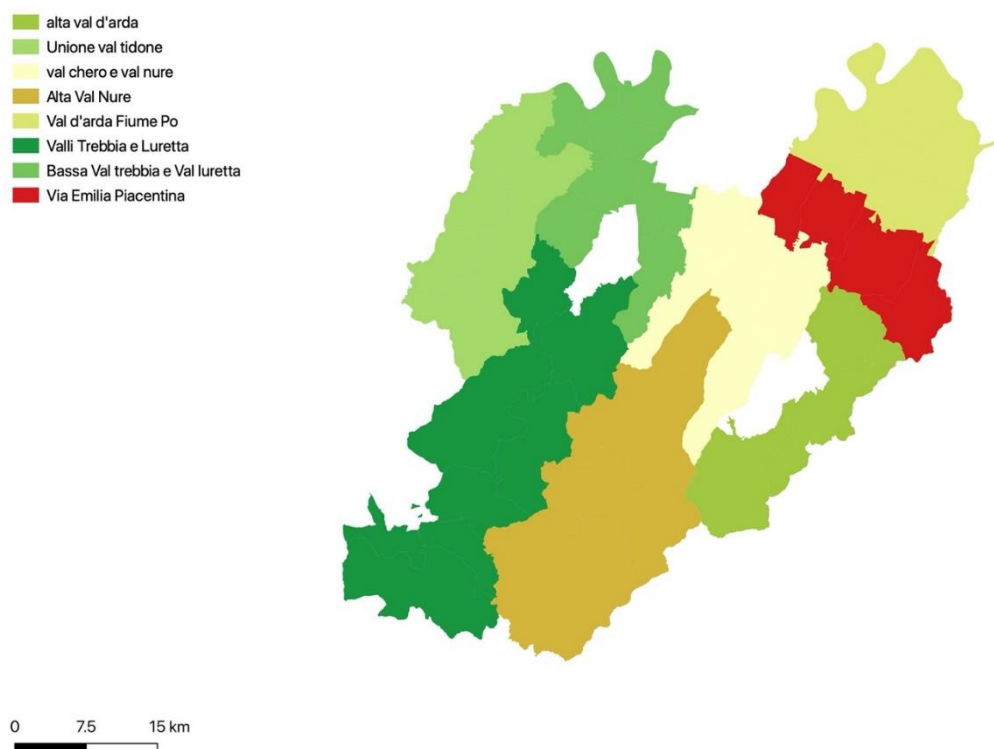 alta val d'arda
Unione val tidone
val chero e val nure
Alta Val Nure
Val d'arda Fiume Po
Valli Trebbia e Luretta
Bassa Val trebbia e Val luretta
Via Emilia Piacentina
0 7.5 15 km